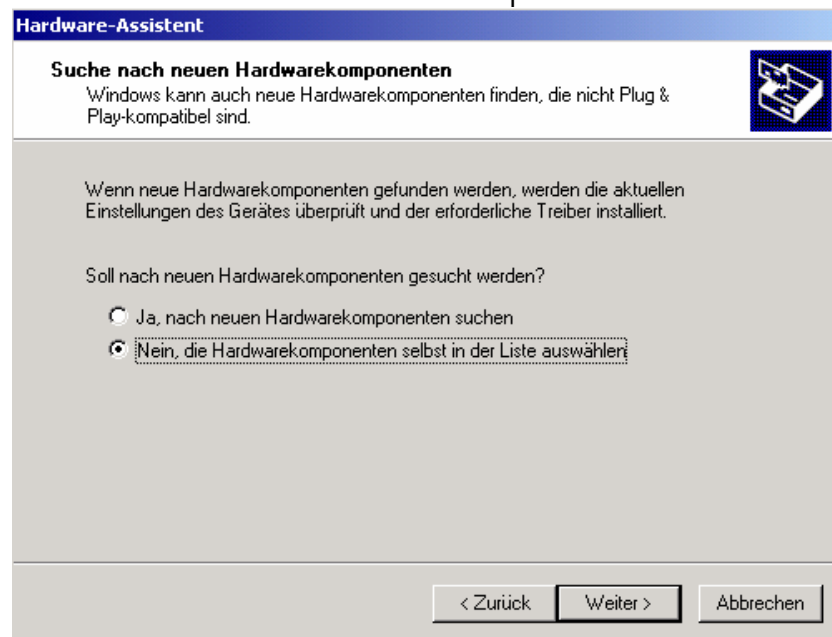 Hardware-Assistent
Suche nach neuen Hardwarekomponenten
Windows kann auch neue Hardwarekomponenten finden, die nicht Plug &
Play-kompatibel sind.
Wenn neue Hardwarekomponenten gefunden werden, werden die aktuellen
Einstellungen des Gerätes überprüft und der erforderliche Treiber installiert.
Soll nach neuen Hardwarekomponenten gesucht werden?
Ja, nach neuen Hardwarekomponenten suchen
Nein, die Hardwarekomponenten selbst in der Liste auswählen
< Zurück Weiter > Abbrechen